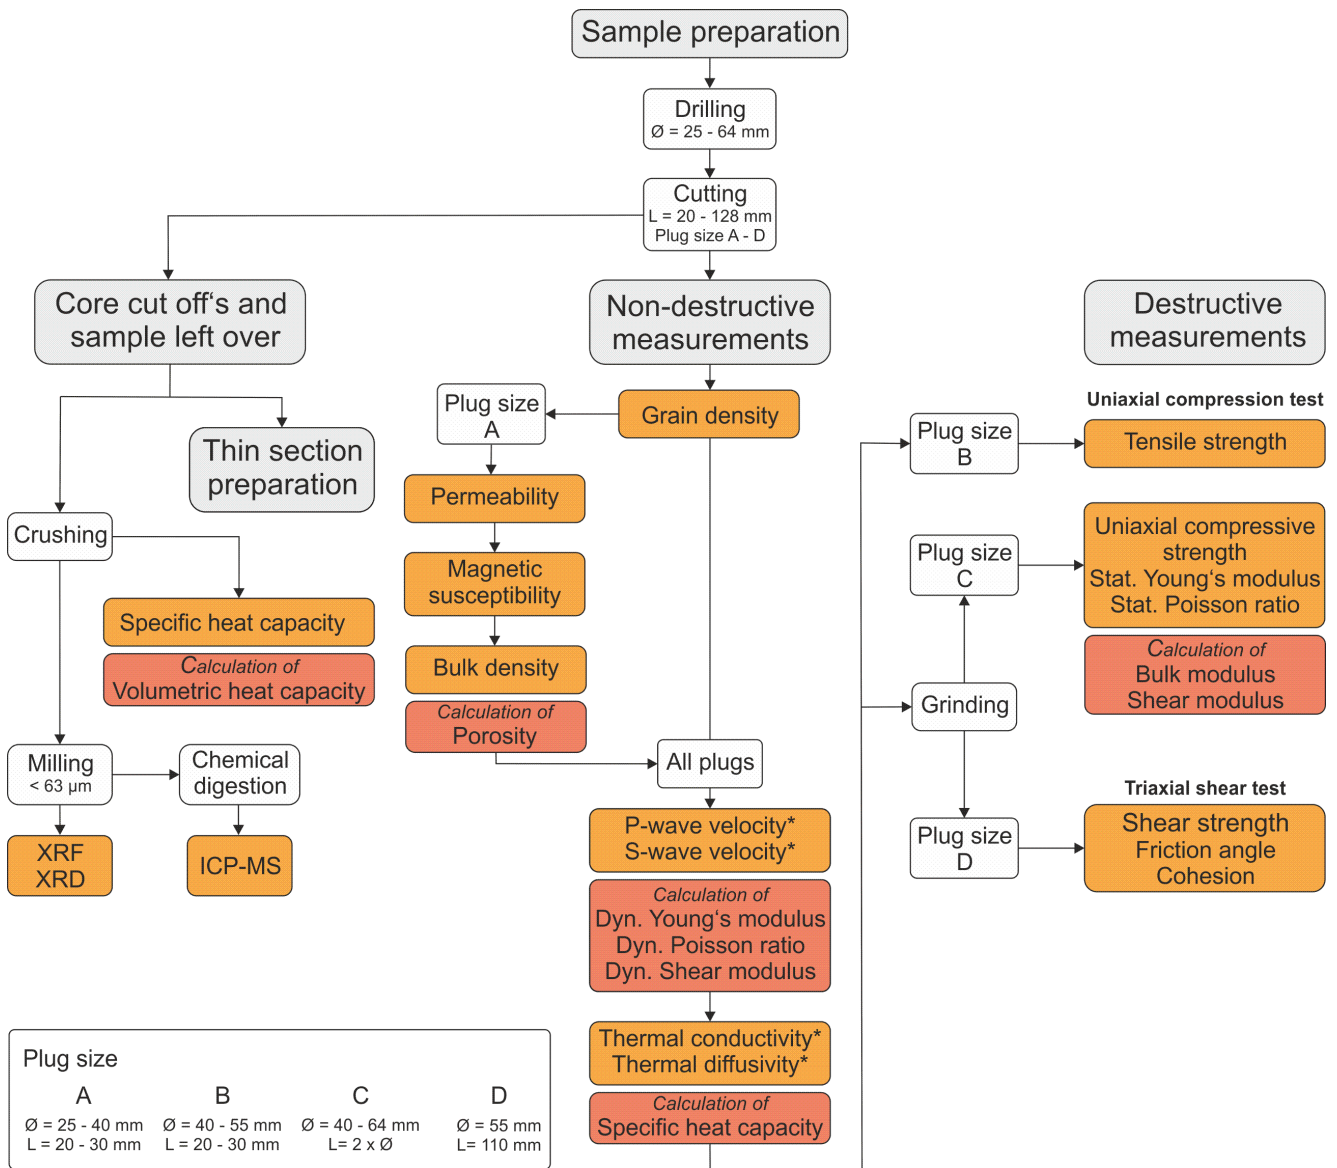 Sample preparation
Drilling
Ø = 25 - 64 mm
Cutting
L = 20 - 128 mm
Plug size A - D
Core cut off‘s and
sample left over
Non-destructive
measurements
Destructive
measurements
Thin section
preparation
Crushing
Specific heat capacity
Calculation of
Volumetric heat capacity
Milling
< 63 µm
Chemical
digestion
XRF
XRD
ICP-MS
Grain density
Plug size
A
Permeability
Magnetic
susceptibility
Bulk density
Calculation of
Porosity
All plugs
P-wave velocity*
S-wave velocity*
Calculation of
Dyn. Young‘s modulus
Dyn. Poisson ratio
Dyn. Shear modulus
Thermal conductivity*
Thermal diffusivity*
Calculation of
Specific heat capacity
Uniaxial compression test
Plug size
B
Tensile strength
Plug size
C
Uniaxial compressive
strength
Stat. Young‘s modulus
Stat. Poisson ratio
Calculation of
Bulk modulus
Shear modulus
Grinding
Triaxial shear test
Plug size
D
Shear strength
Friction angle
Cohesion
Plug size
A
Ø = 25 - 40 mm
L = 20 - 30 mm
B
Ø = 40 - 55 mm
L = 20 - 30 mm
C
Ø = 40 - 64 mm
L= 2 x Ø
D
Ø = 55 mm
L= 110 mm